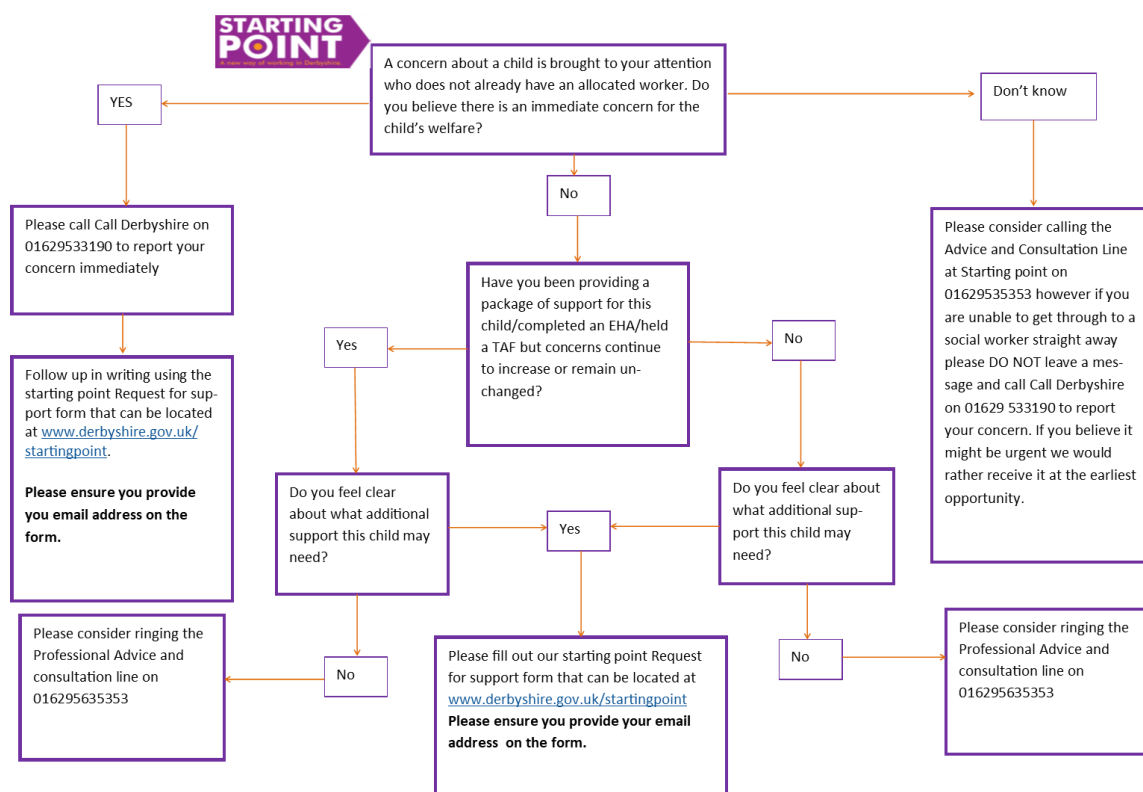 STARTING
POINT
A new way of working in Derbyshire.
A concern about a child is brought to your attention
who does not already have an allocated worker. Do
you believe there is an immediate concern for the
child’s welfare?
YES
Don’t know
No
Please call Call Derbyshire on
01629533190 to report your
concern immediately
Please consider calling the
Advice and Consultation Line
at Starting point on
01629535353 however if you
are unable to get through to a
social worker straight away
please DO NOT leave a mes-
sage and call Call Derbyshire
on 01629 533190 to report
your concern. If you believe it
might be urgent we would
rather receive it at the earliest
opportunity.
Have you been providing a
package of support for this
child/completed an EHA/held
a TAF but concerns continue
to increase or remain un-
changed?
Yes
No
Follow up in writing using the
starting point Request for sup-
port form that can be located
at www.derbyshire.gov.uk/
startingpoint.
Please ensure you provide
you email address on the
form.
Do you feel clear
about what additional
support this child may
need?
Yes
Do you feel clear about
what additional sup-
port this child may
need?
Please consider ringing the
Professional Advice and
consultation line on
016295635353
No
Please fill out our starting point Request
for support form that can be located at
www.derbyshire.gov.uk/startingpoint
Please ensure you provide your email
address on the form.
No
Please consider ringing the
Professional Advice and
consultation line on
016295635353